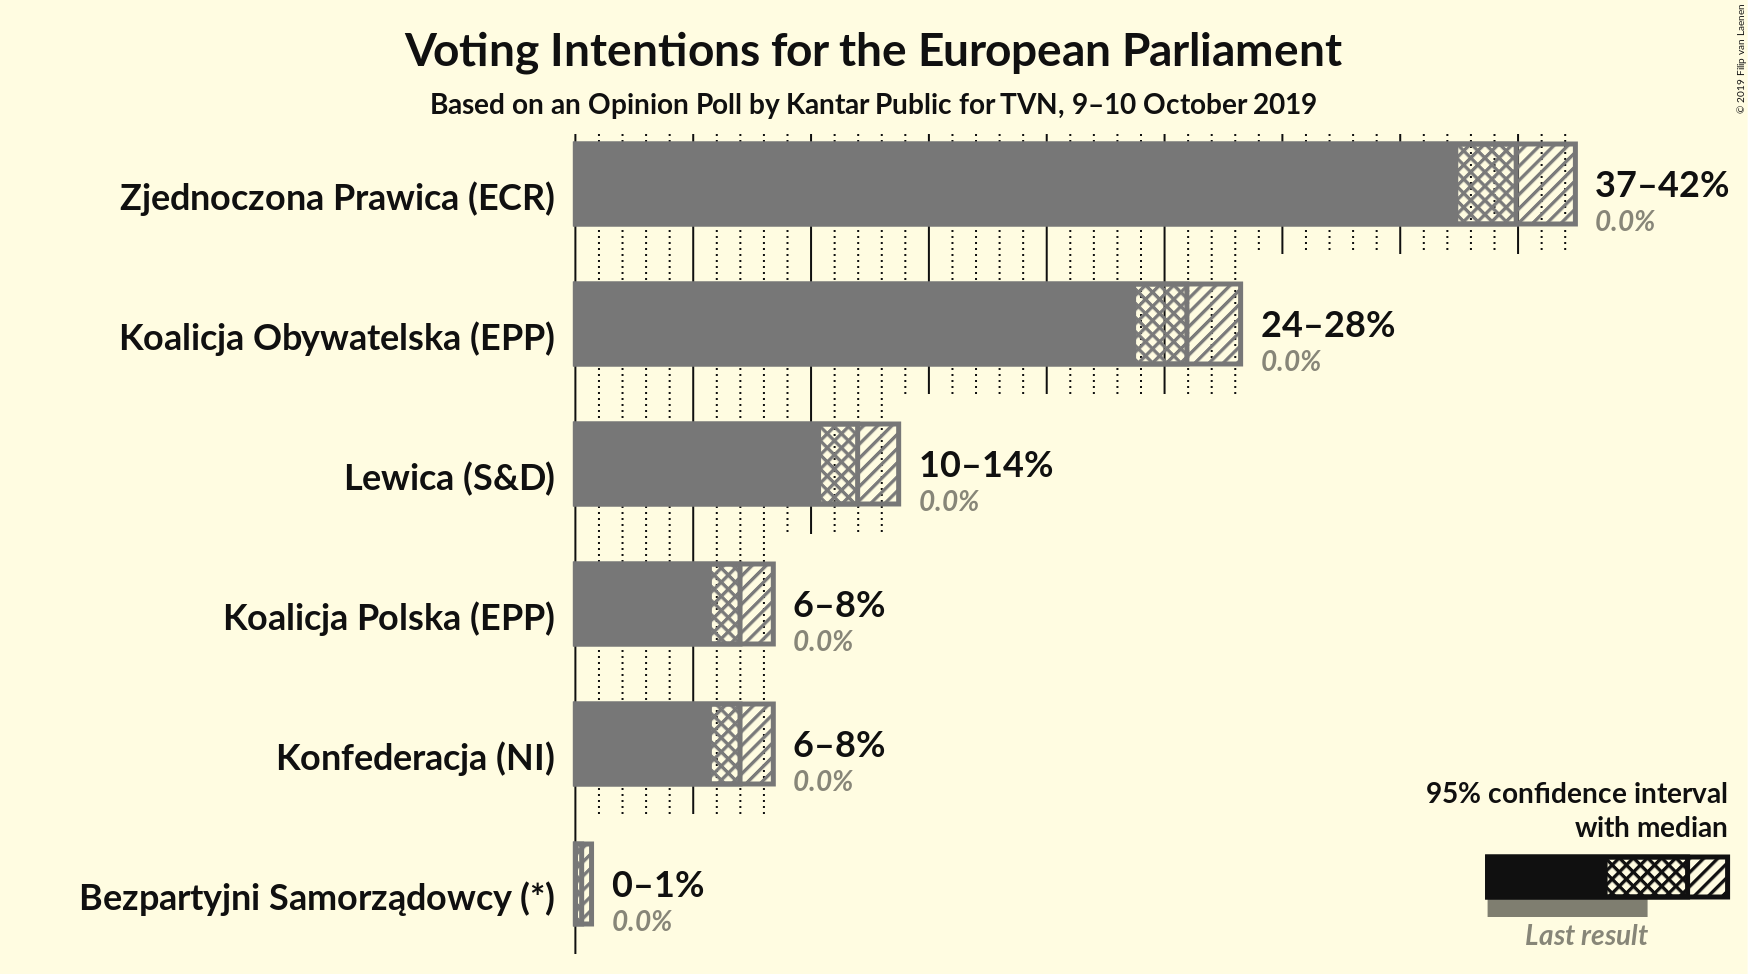 Voting Intentions for the European Parliament
Based on an Opinion Poll by Kantar Public for TVN, 9–10 October 2019
© 2019 Filip van Laenen
Zjednoczona Prawica (ECR)
37–42%
0.0%
Koalicja Obywatelska (EPP)
24–28%
0.0%
Lewica (S&D)
10–14%
0.0%
Koalicja Polska (EPP)
6–8%
0.0%
Konfederacja (NI)
6–8%
0.0%
Bezpartyjni Samorządowcy (*)
0–1%
0.0%
95% confidence interval
with median
Last result